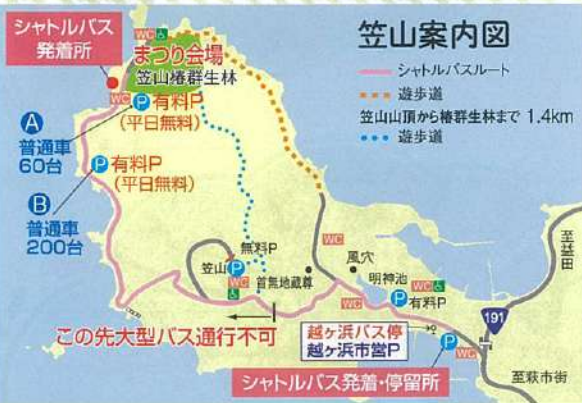 笠山案内図
シャトルバスルート
遊歩道
笠山山頂から椿群生林まで 1.4km
遊歩道
シャトルバス
発着所
WC
まつり会場
笠山椿群生林
WC
P 有料P
(平日無料)
A
普通車
60台
P 有料P
(平日無料)
B
普通車
200台
無料P
笠山 P
WC
首無地蔵尊
WC
風穴
明神池
WC
P 有料P
WC
この先大型バス通行不可
越ヶ浜バス停
越ヶ浜市営P
P
WC
シャトルバス発着・停留所
191
至益田
至萩市街